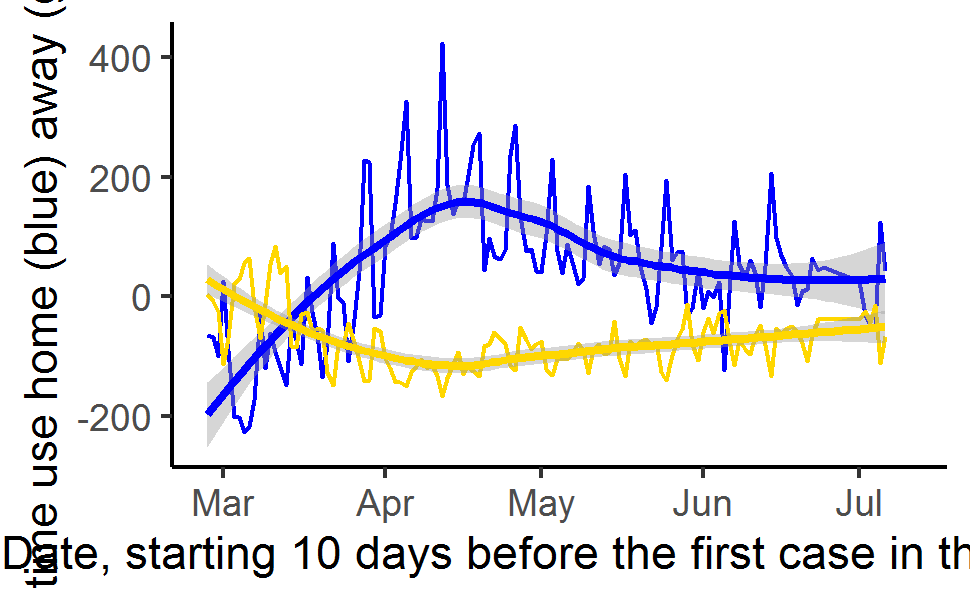 time use home (blue) away (
400
200
0
-200
Mar Apr May Jun Jul
Date, starting 10 days before the first case in th